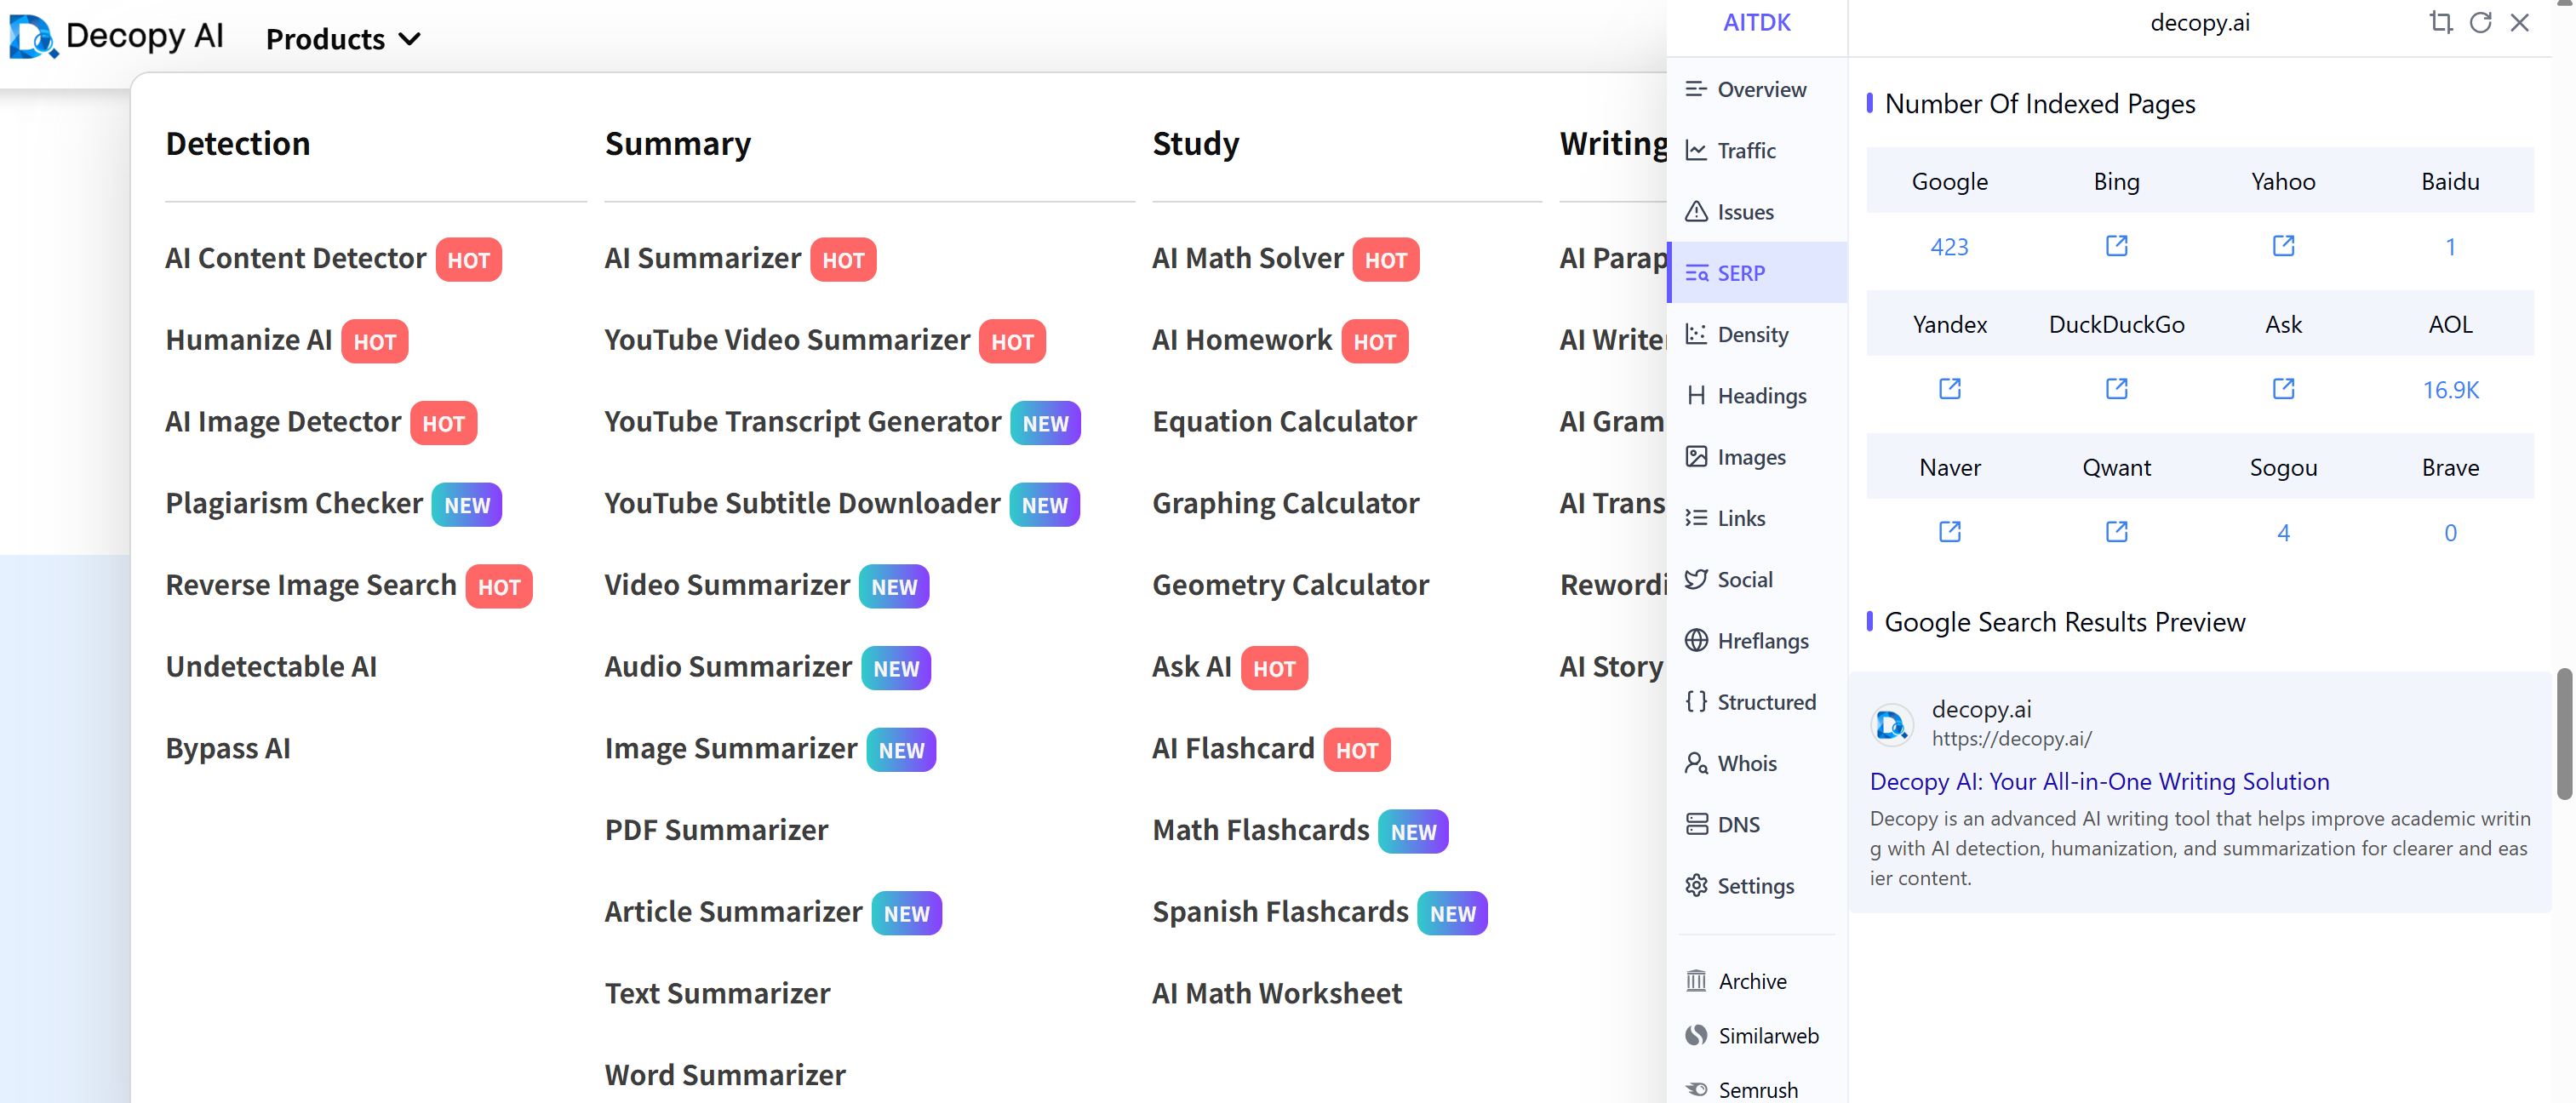 Decopy AI
Products
Detection
AI Content Detector HOT
Humanize AI HOT
AI Image Detector HOT
Plagiarism Checker NEW
Reverse Image Search HOT
Undetectable AI
Bypass AI
Summary
AI Summarizer HOT
YouTube Video Summarizer HOT
YouTube Transcript Generator NEW
YouTube Subtitle Downloader NEW
Video Summarizer NEW
Audio Summarizer NEW
Image Summarizer NEW
PDF Summarizer
Article Summarizer NEW
Text Summarizer
Word Summarizer
Study
AI Math Solver HOT
AI Homework HOT
Equation Calculator
Graphing Calculator
Geometry Calculator
Ask AI HOT
AI Flashcard HOT
Math Flashcards NEW
Spanish Flashcards NEW
AI Math Worksheet
Writing
AI Parap
AI Write
AI Gram
AI Trans
Rewordi
AI Story
AITDK
Overview
Traffic
Issues
SERP
Density
Headings
Images
Links
Social
Hreflangs
Structured
Whois
DNS
Settings
Archive
Similarweb
Semrush
decopy.ai
Number Of Indexed Pages
Google Bing Yahoo Baidu
423 1
Yandex DuckDuckGo Ask AOL
16.9K
Naver Qwant Sogou Brave
4 0
Google Search Results Preview
decopy.ai
https://decopy.ai/
Decopy AI: Your All-in-One Writing Solution
Decopy is an advanced AI writing tool that helps improve academic writin
g with AI detection, humanization, and summarization for clearer and eas
ier content.